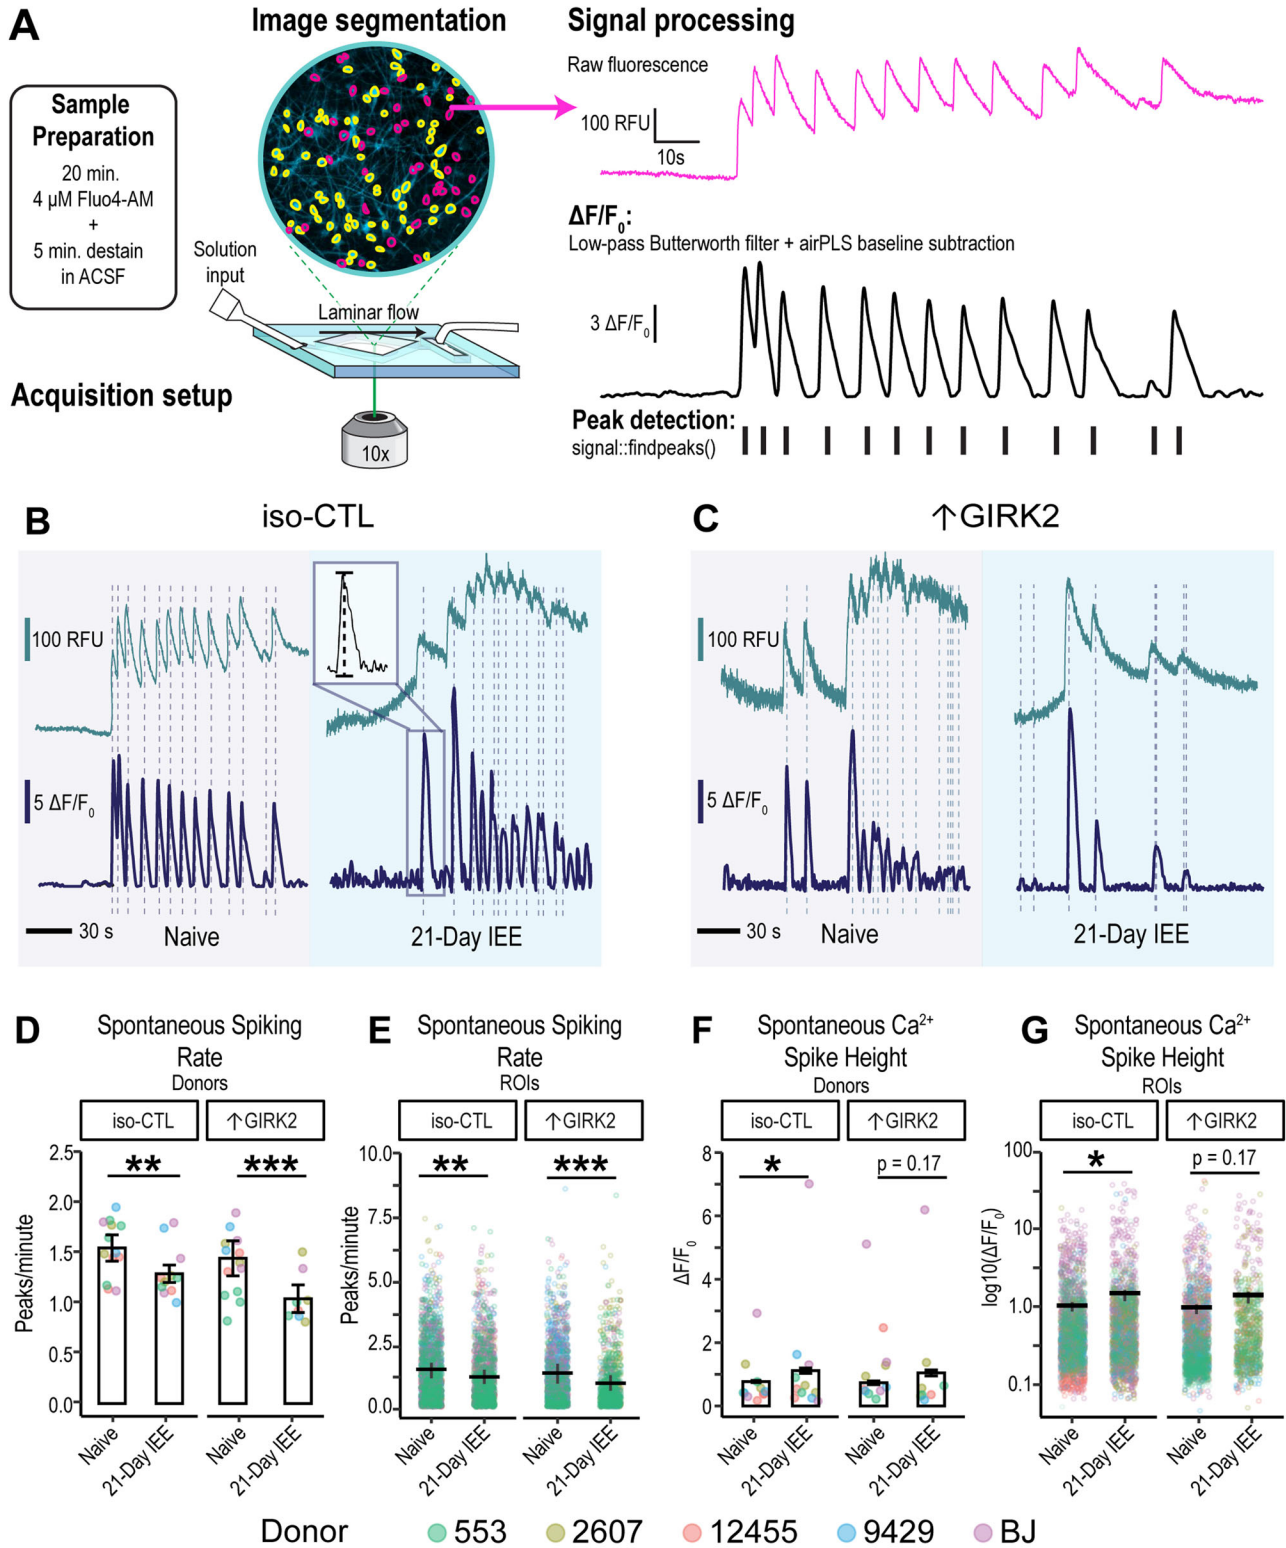 A
Image segmentation
Signal processing
Sample
Preparation
20 min.
4 µM Fluo4-AM
+
5 min. destain
in ACSF
Raw fluorescence
100 RFU
10s
ΔF/F0:
Low-pass Butterworth filter + airPLS baseline subtraction
3 ΔF/F0
Solution
input
Laminar flow
Acquisition setup
10x
Peak detection:
signal::findpeaks()
B
iso-CTL
100 RFU
5 ΔF/F0
30 s
Naive
21-Day IEE
C
↑GIRK2
100 RFU
5 ΔF/F0
30 s
Naive
21-Day IEE
D
Spontaneous Spiking
Rate
Donors
iso-CTL
↑GIRK2
Peaks/minute
2.5
2.0
1.5
1.0
0.5
0.0
**
***
Naive
21-Day IEE
Naive
21-Day IEE
E
Spontaneous Spiking
Rate
ROIs
iso-CTL
↑GIRK2
Peaks/minute
10.0
7.5
5.0
2.5
0.0
**
***
Naive
21-Day IEE
Naive
21-Day IEE
F
Spontaneous Ca2+
Spike Height
Donors
iso-CTL
↑GIRK2
ΔF/F0
8
6
4
2
0
*
p = 0.17
Naive
21-Day IEE
Naive
21-Day IEE
G
Spontaneous Ca2+
Spike Height
ROIs
iso-CTL
↑GIRK2
log10(ΔF/F0)
100
10
1.0
0.1
*
p = 0.17
Naive
21-Day IEE
Naive
21-Day IEE
Donor
553
2607
12455
9429
BJ